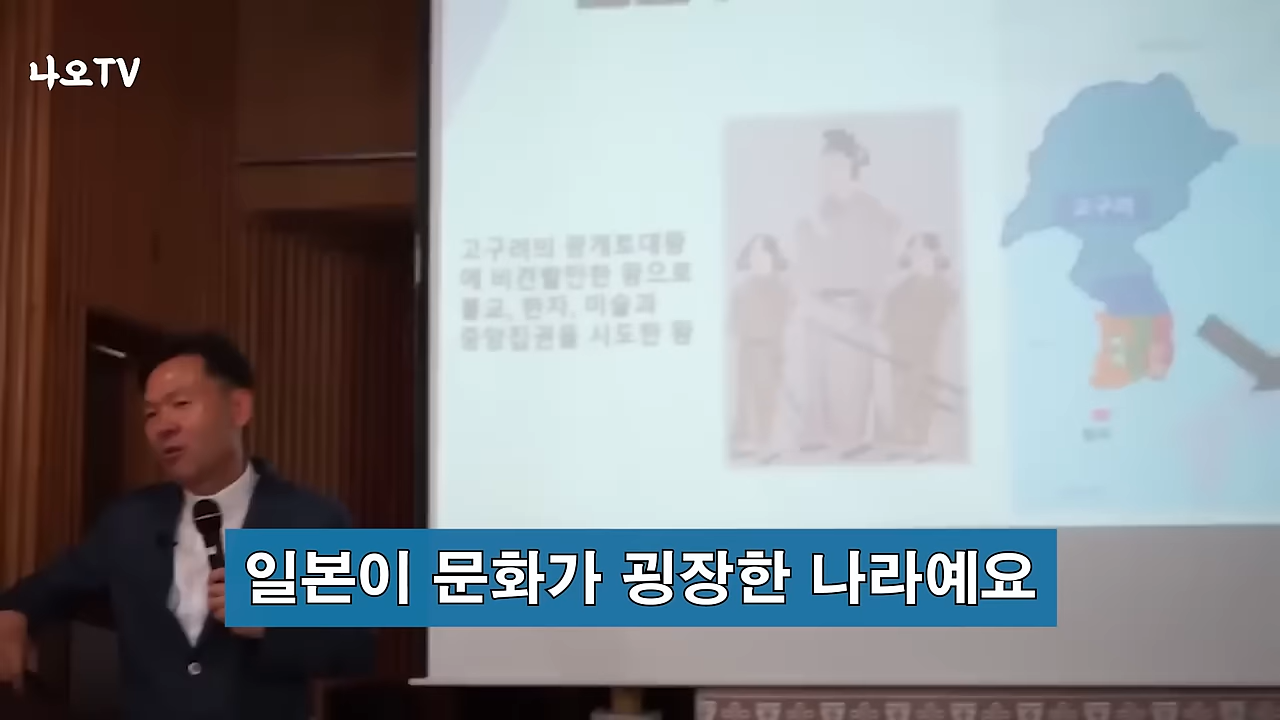 나오TV
고구려의 광개토대왕
에 비견할만한 왕으로
불교, 한자, 미술과
중앙집권을 시도한 왕
고구려
일본이 문화가 굉장한 나라예요